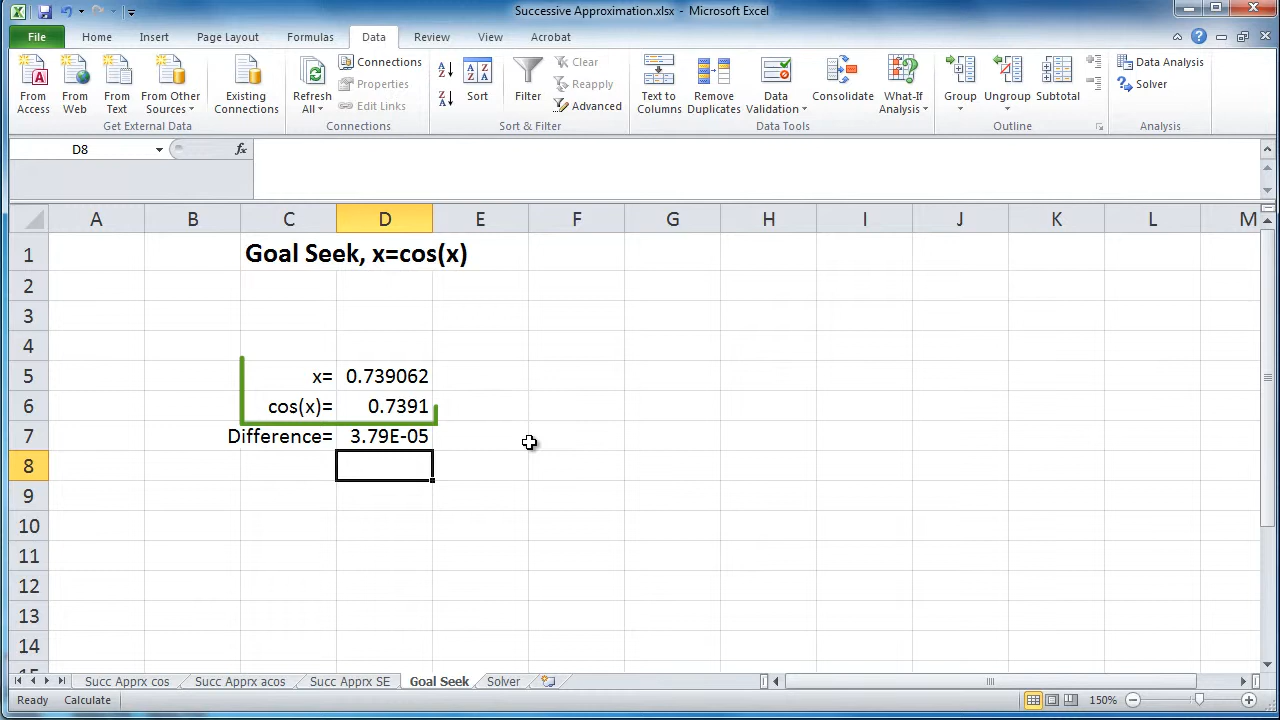 Successive Approximation.xlsx - Microsoft Excel
File Home Insert Page Layout Formulas Data Review View Acrobat
From Access
From Web
From Text
From Other Sources
Existing Connections
Get External Data
Refresh All
Connections
Properties
Edit Links
Connections
Sort
Filter
Clear
Reapply
Advanced
Sort & Filter
Text to Columns
Remove Duplicates
Data Validation
Consolidate
What-If Analysis
Data Tools
Group
Ungroup
Subtotal
Outline
Data Analysis
Solver
Analysis
D8 fx
A B C D E F G H I J K L M
1 Goal Seek, x=cos(x)
2
3
4
5 x= 0.739062
6 cos(x)= 0.7391
7 Difference= 3.79E-05
8
9
10
11
12
13
14
15
Succ Apprx cos Succ Apprx acos Succ Apprx SE Goal Seek Solver
Ready Calculate 150%